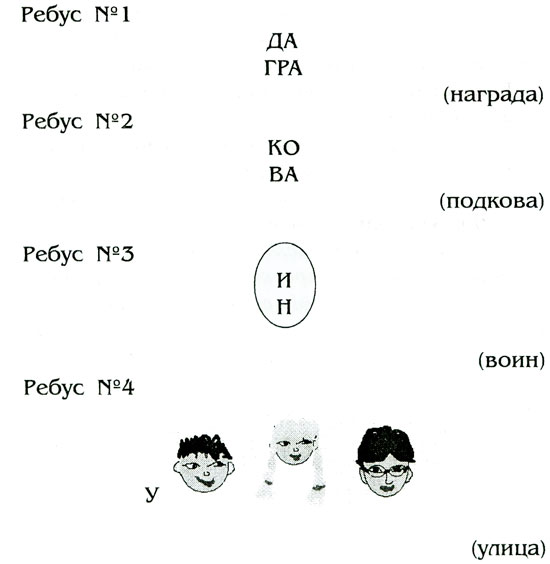 Ребус №1
ДА
ГРА
(награда)
Ребус №2
КО
ВА
(подкова)
Ребус №3
И
Н
(воин)
Ребус №4
У
(улица)